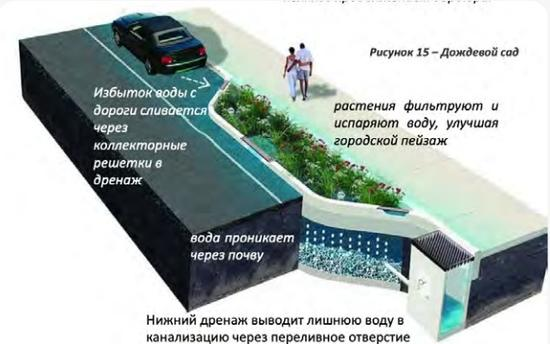 Рисунок 15 – Дождевой сад
Избыток воды с
дороги сливается
через
коллекторные
решетки в
дренаж
растения фильтруют и
испаряют воду, улучшая
городской пейзаж
вода проникает
через почву
Нижний дренаж выводит лишнюю воду в
канализацию через переливное отверстие